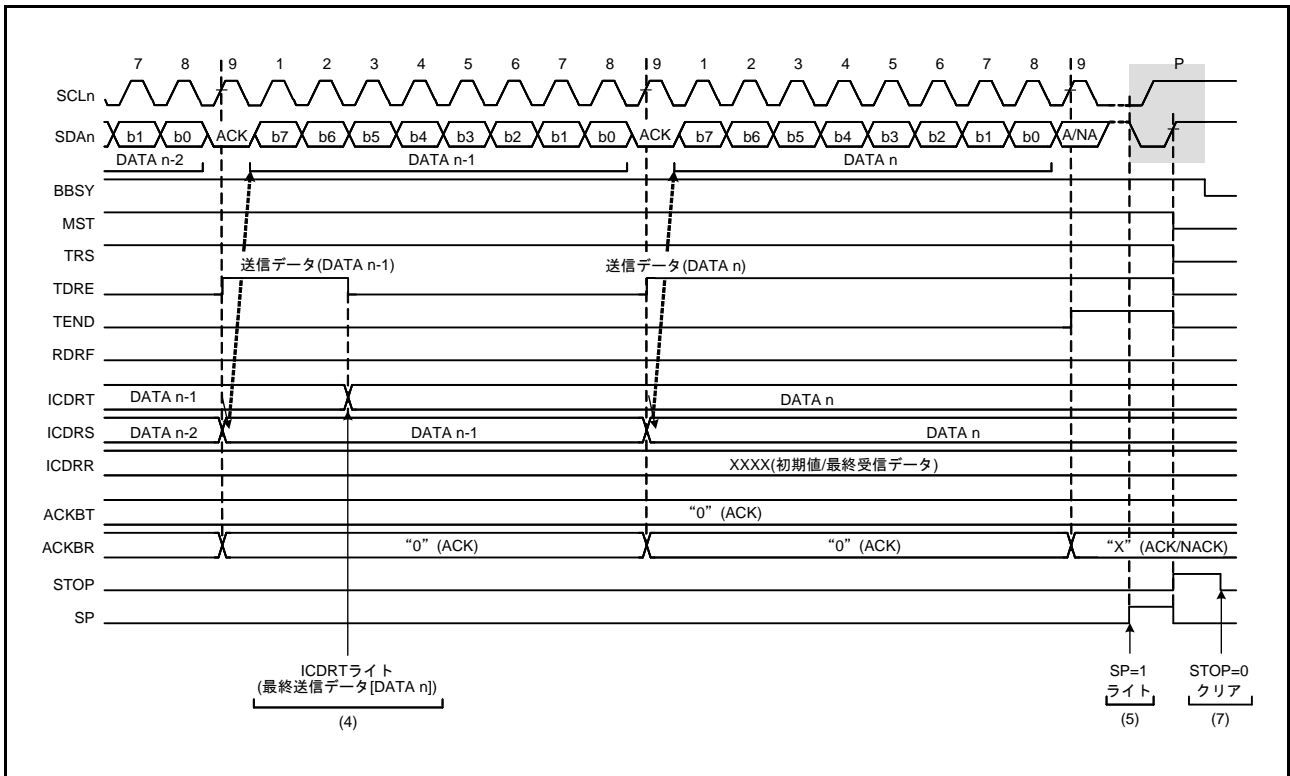 7 8 9 1 2 3 4 5 6 7 8 9 1 2 3 4 5 6 7 8 9 P
SCLn
SDAn b1 b0 ACK b7 b6 b5 b4 b3 b2 b1 b0 ACK b7 b6 b5 b4 b3 b2 b1 b0 A/NA
DATA n-2 DATA n-1 DATA n
BBSY
MST
TRS
送信データ(DATA n-1) 送信データ(DATA n)
TDRE
TEND
RDRF
ICDRT DATA n-1 DATA n
ICDRS DATA n-2 DATA n-1 DATA n
ICDRR XXXX(初期値/最終受信データ)
ACKBT “0” (ACK)
ACKBR “0” (ACK) “0” (ACK) “X” (ACK/NACK)
STOP
SP
ICDRTライト SP=1 STOP=0
(最終送信データ[DATA n]) ライト クリア
(4) (5) (7)